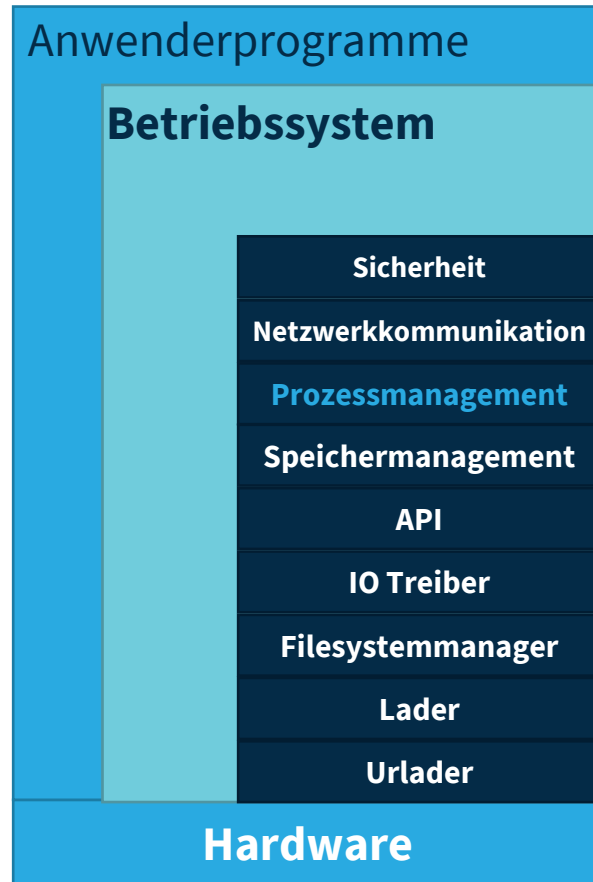 Anwenderprogramme
Betriebssystem
Sicherheit
Netzwerkkommunikation
Prozessmanagement
Speichermanagement
API
IO Treiber
Filesystemmanager
Lader
Urlader
Hardware